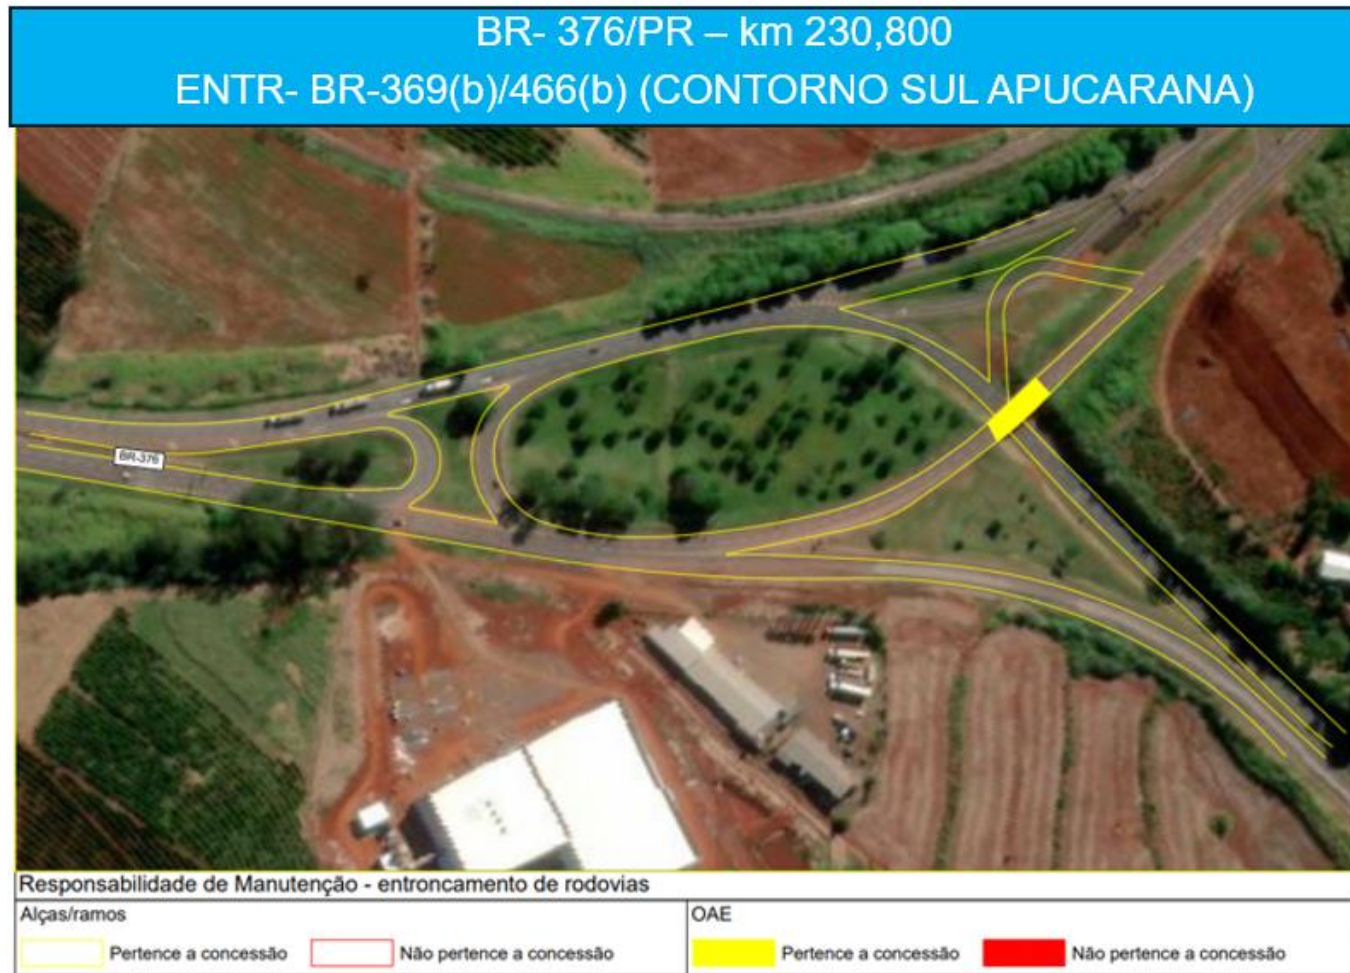 BR- 376/PR – km 230,800
ENTR- BR-369(b)/466(b) (CONTORNO SUL APUCARANA)
BR-376
Responsabilidade de Manutenção - entroncamento de rodovias
Alças/ramos
OAE
Pertence a concessão
Não pertence a concessão
Pertence a concessão
Não pertence a concessão